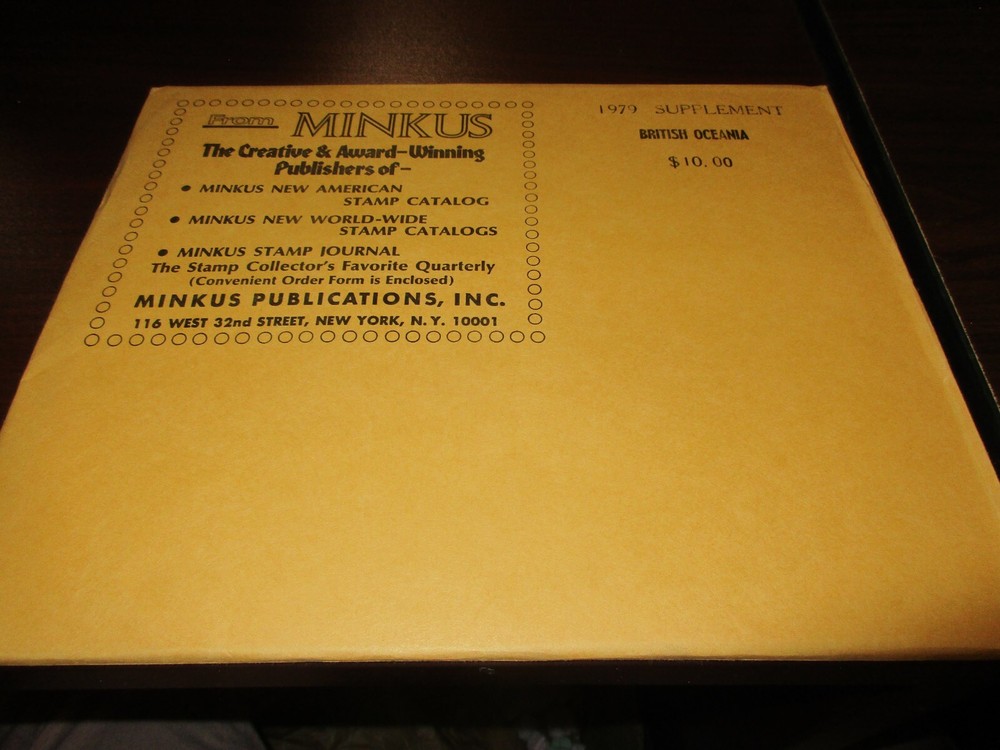 From MINKUS
The Creative & Award-Winning
Publishers of-
• MINKUS NEW AMERICAN
STAMP CATALOG
• MINKUS NEW WORLD-WIDE
STAMP CATALOGS
• MINKUS STAMP JOURNAL
The Stamp Collector's Favorite Quarterly
(Convenient Order Form is Enclosed)
MINKUS PUBLICATIONS, INC.
116 WEST 32nd STREET, NEW YORK, N.Y. 10001
1979 SUPPLEMENT
BRITISH OCEANIA
$10.00